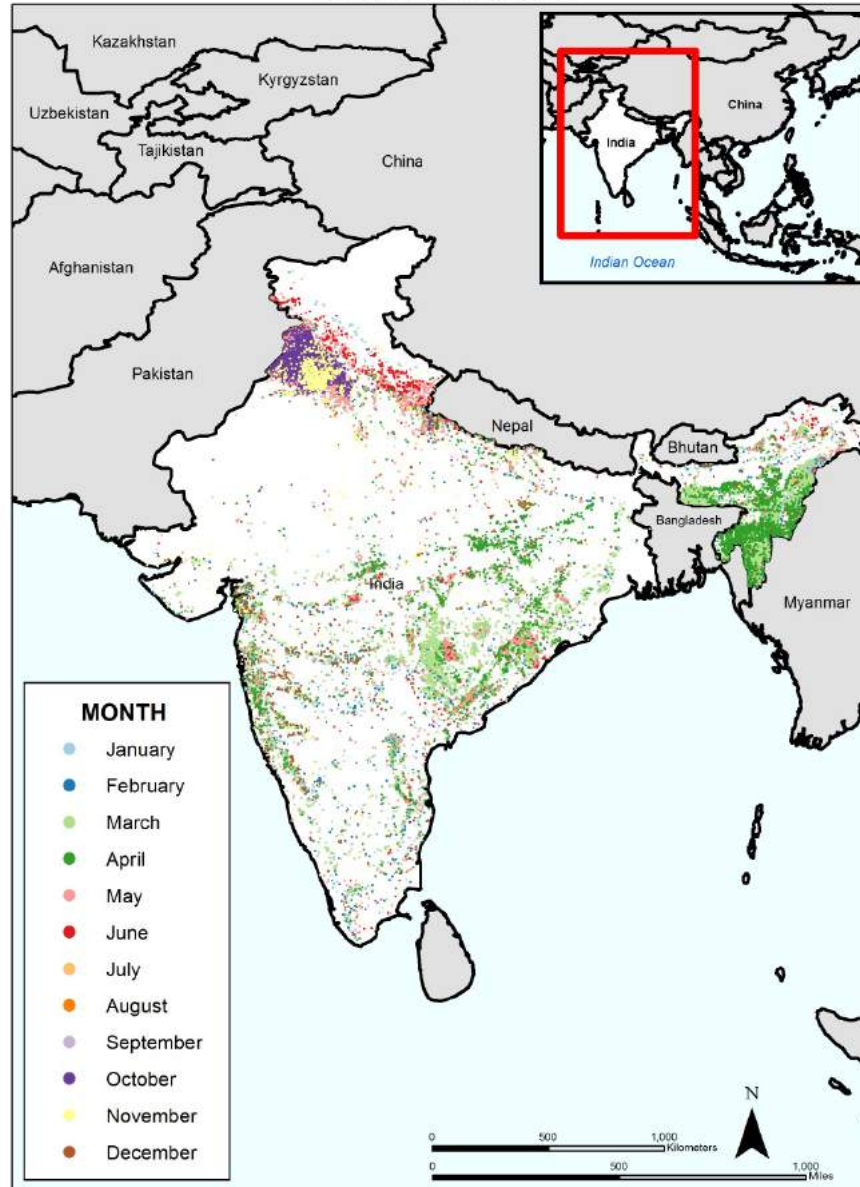 Kazakhstan
Kyrgyzstan
Uzbekistan
Tajikistan
China
Afghanistan
Pakistan
Nepal
Bhutan
Bangladesh
India
Myanmar
China
India
Indian Ocean
MONTH
January
February
March
April
May
June
July
August
September
October
November
December
N
0 500 1,000
Kilometers
0 500 1,000
Miles